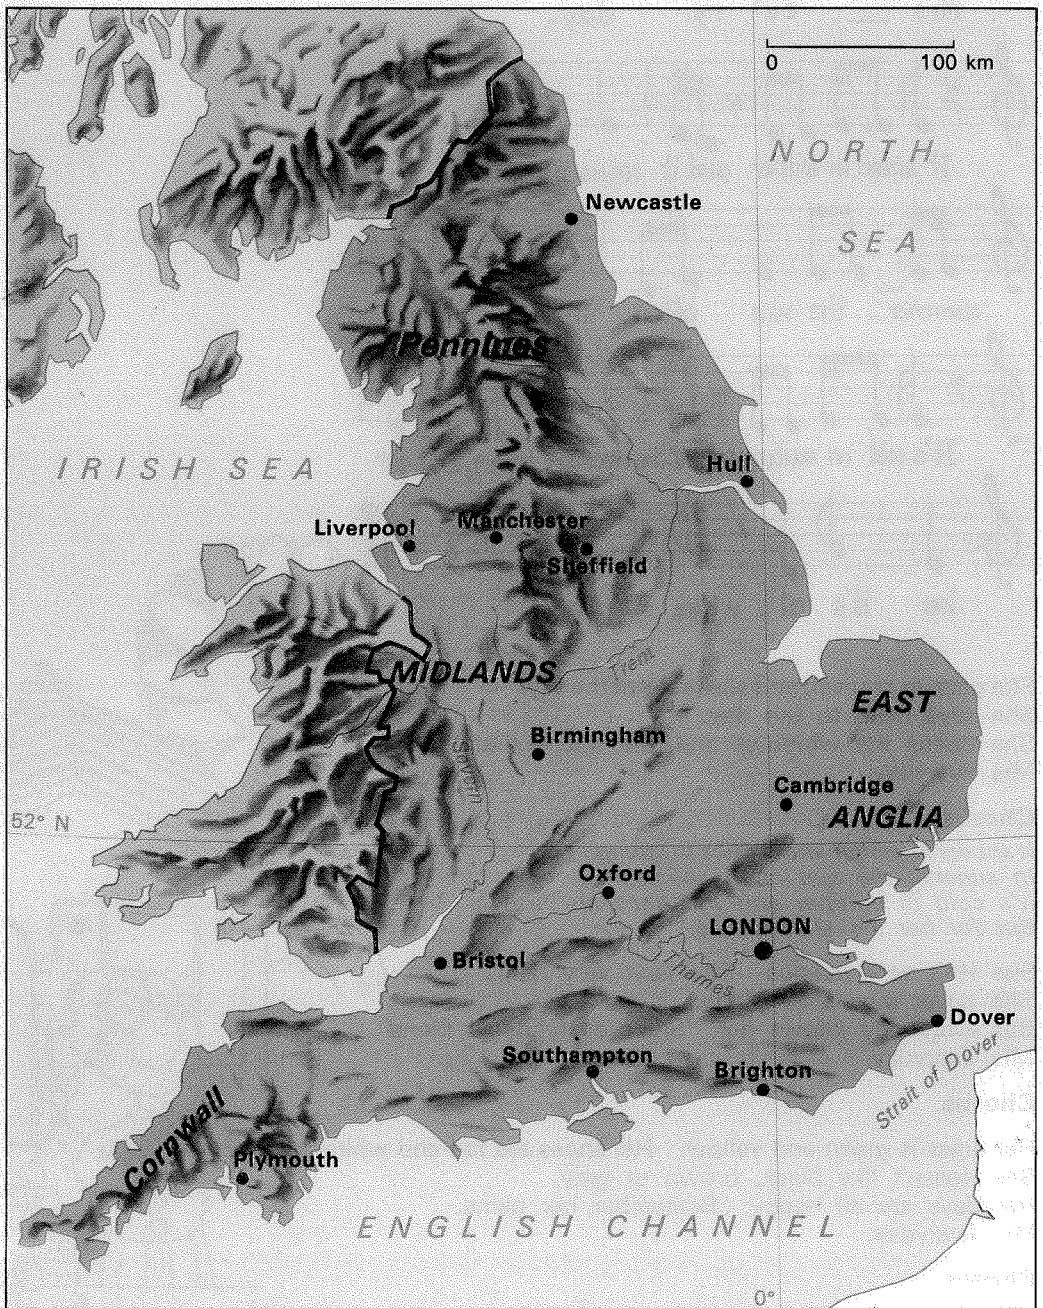 0 100 km
NORTH
SEA
Newcastle
Pennines
IRISH SEA
Hull
Liverpool
Manchester
Sheffield
MIDLANDS
Trent
EAST
Birmingham
Severn
Cambridge
ANGLIA
52° N
Oxford
LONDON
Bristol
Thames
Dover
Southampton
Brighton
Strait of Dover
Cornwall
Plymouth
ENGLISH CHANNEL
0°